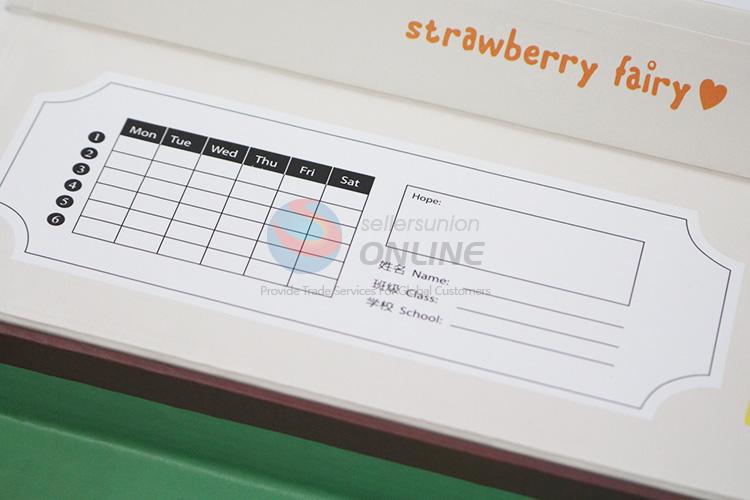 strawberry fairy
Mon Tue Wed Thu Fri Sat
1
2
3
4
5
6
Hope:
sellersunion
ONLINE
姓名 Name:
班級 Class:
Provide Trade Services For Global Customers
学校 School: